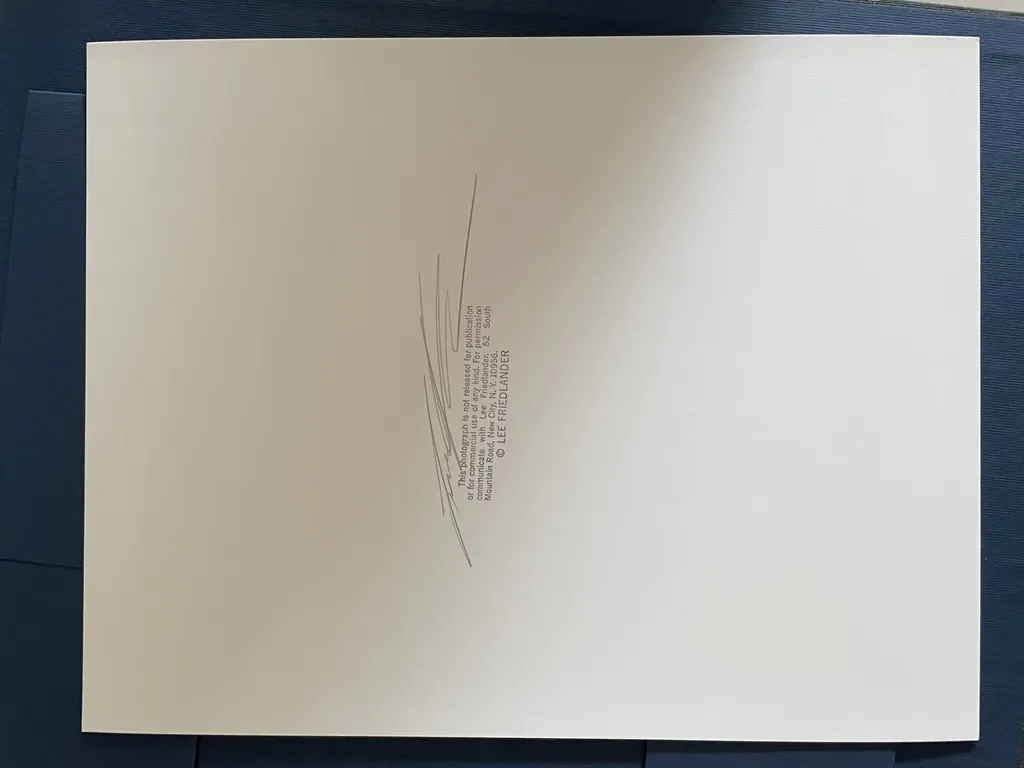 This photograph is not released for publication
or for commercial use of any kind. For permission
communicate with Lee Friedlander, 52 South
Mountain Road, New City, N. Y. 10956.
© LEE FRIEDLANDER